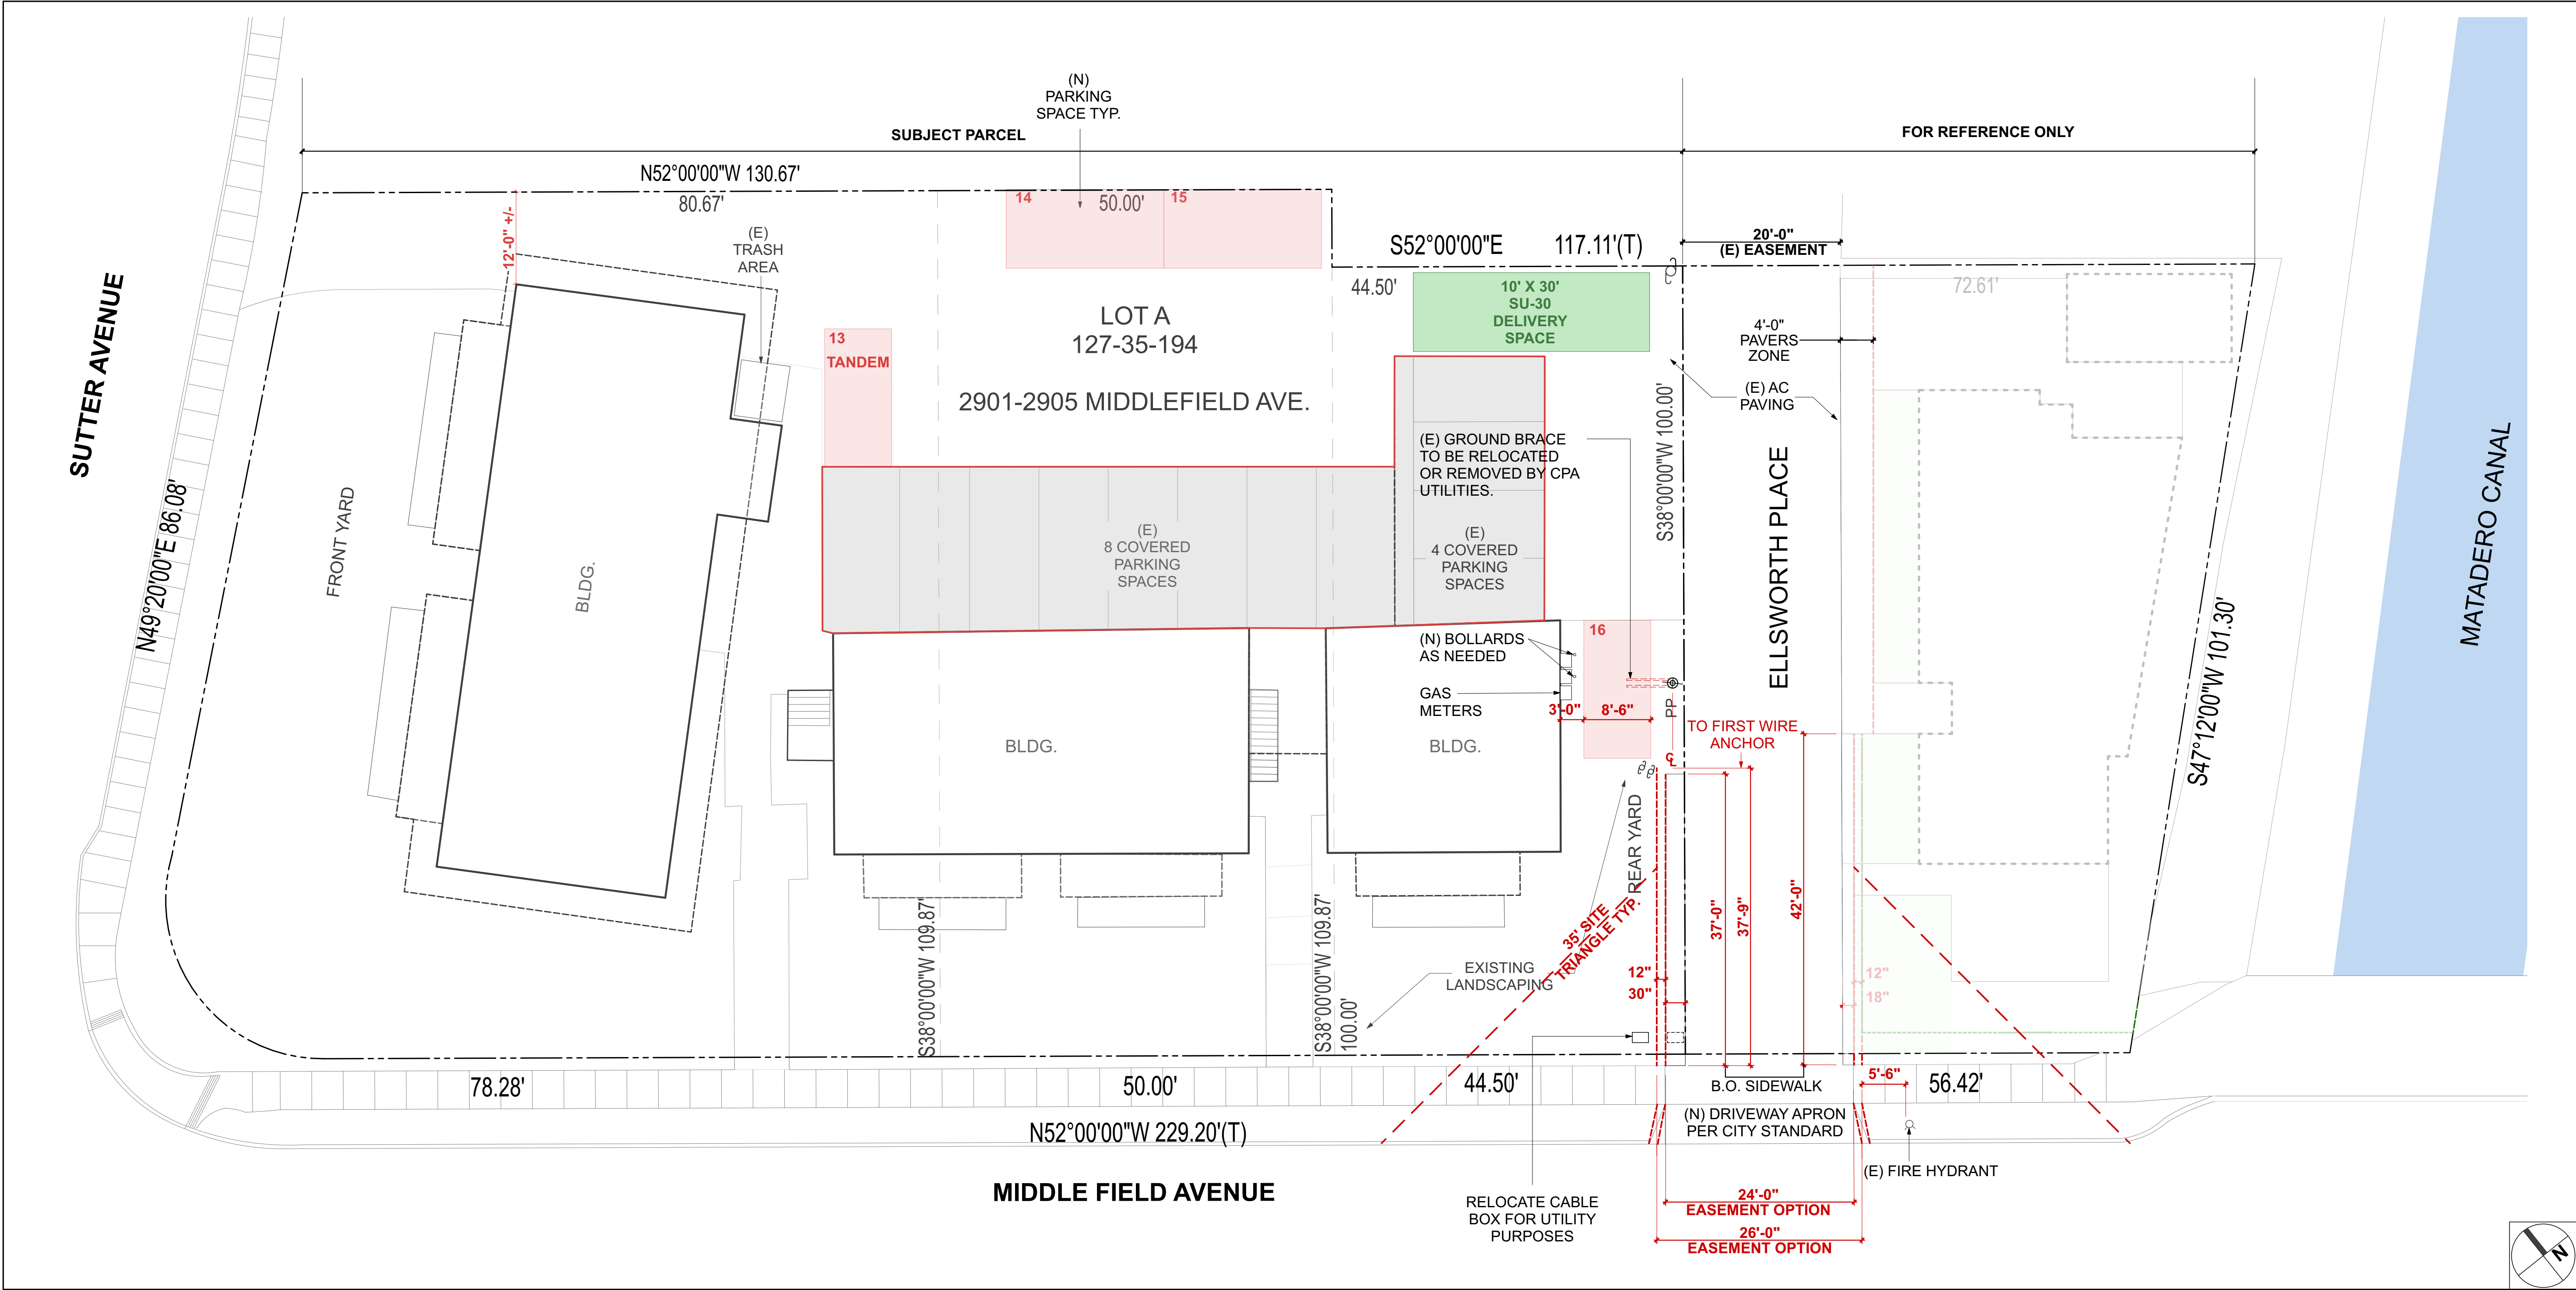 (N)
PARKING
SPACE TYP.
SUBJECT PARCEL
FOR REFERENCE ONLY
N52°00'00"W 130.67'
80.67'
14
50.00'
15
12'-0" +/-
(E)
TRASH
AREA
S52°00'00"E 117.11'(T)
20'-0"
(E) EASEMENT
44.50'
10' X 30'
SU-30
DELIVERY
SPACE
72.61'
SUTTER AVENUE
N49°20'00"E 86.08'
FRONT YARD
BLDG.
13
TANDEM
LOT A
127-35-194
2901-2905 MIDDLEFIELD AVE.
4'-0"
PAVERS
ZONE
(E) AC
PAVING
S38°00'00"W 100.00'
(E) GROUND BRACE
TO BE RELOCATED
OR REMOVED BY CPA
UTILITIES.
(E)
8 COVERED
PARKING
SPACES
(E)
4 COVERED
PARKING
SPACES
ELLSWORTH PLACE
MATADERO CANAL
S47°12'00"W 101.30'
16
(N) BOLLARDS
AS NEEDED
GAS
METERS
3'-0"
8'-6"
PP
TO FIRST WIRE
ANCHOR
CL
BLDG.
BLDG.
REAR YARD
35' SITE
TRIANGLE TYP.
37'-0"
37'-9"
42'-0"
S38°00'00"W 109.87'
S38°00'00"W 109.87'
100.00'
EXISTING
LANDSCAPING
12"
30"
12"
18"
78.28'
50.00'
44.50'
B.O. SIDEWALK
5'-6"
56.42'
N52°00'00"W 229.20'(T)
(N) DRIVEWAY APRON
PER CITY STANDARD
(E) FIRE HYDRANT
MIDDLE FIELD AVENUE
RELOCATE CABLE
BOX FOR UTILITY
PURPOSES
24'-0"
EASEMENT OPTION
26'-0"
EASEMENT OPTION
N